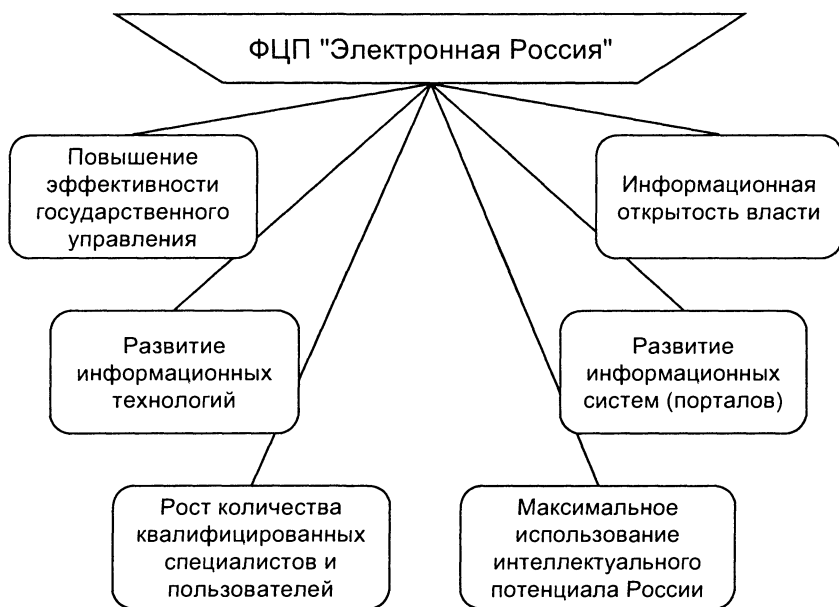 ФЦП "Электронная Россия"
Повышение
эффективности
государственного
управления
Информационная
открытость власти
Развитие
информационных
технологий
Развитие
информационных
систем (порталов)
Рост количества
квалифицированных
специалистов и
пользователей
Максимальное
использование
интеллектуального
потенциала России